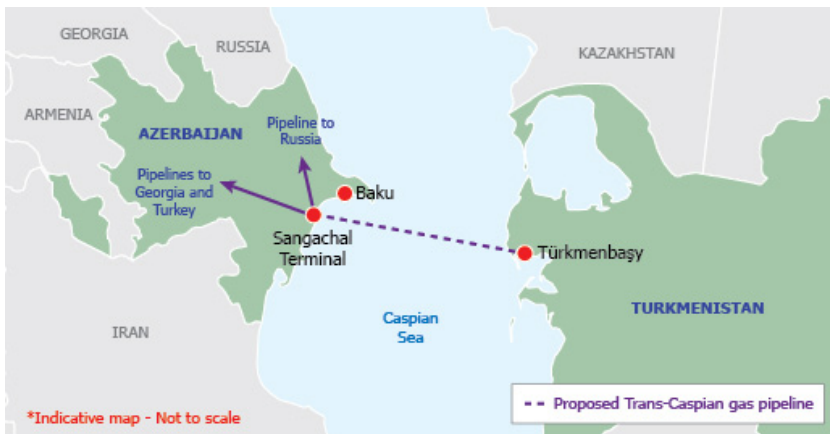 GEORGIA
RUSSIA
KAZAKHSTAN
ARMENIA
AZERBAIJAN
Pipeline to
Russia
Pipelines to
Georgia and
Turkey
Baku
Sangachal
Terminal
Türkmenbaşy
TURKMENISTAN
Caspian
Sea
IRAN
*Indicative map - Not to scale
Proposed Trans-Caspian gas pipeline